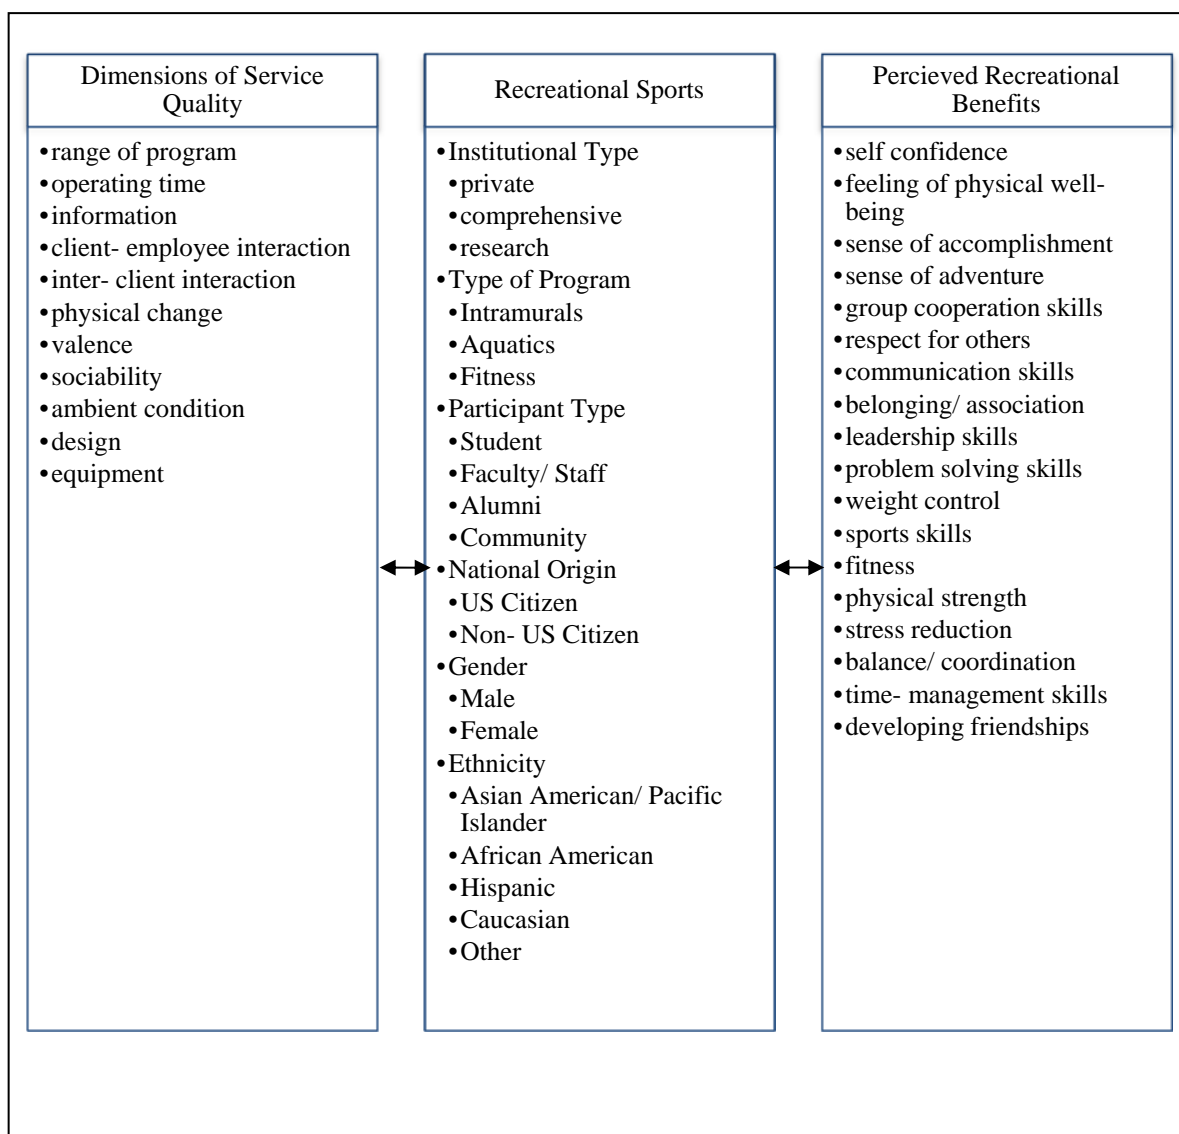 Dimensions of Service
Quality
•range of program
•operating time
•information
•client- employee interaction
•inter- client interaction
•physical change
•valence
•sociability
•ambient condition
•design
•equipment
Recreational Sports
•Institutional Type
•private
•comprehensive
•research
•Type of Program
•Intramurals
•Aquatics
•Fitness
•Participant Type
•Student
•Faculty/ Staff
•Alumni
•Community
•National Origin
•US Citizen
•Non- US Citizen
•Gender
•Male
•Female
•Ethnicity
•Asian American/ Pacific
Islander
•African American
•Hispanic
•Caucasian
•Other
Percieved Recreational
Benefits
•self confidence
•feeling of physical well-
being
•sense of accomplishment
•sense of adventure
•group cooperation skills
•respect for others
•communication skills
•belonging/ association
•leadership skills
•problem solving skills
•weight control
•sports skills
•fitness
•physical strength
•stress reduction
•balance/ coordination
•time- management skills
•developing friendships